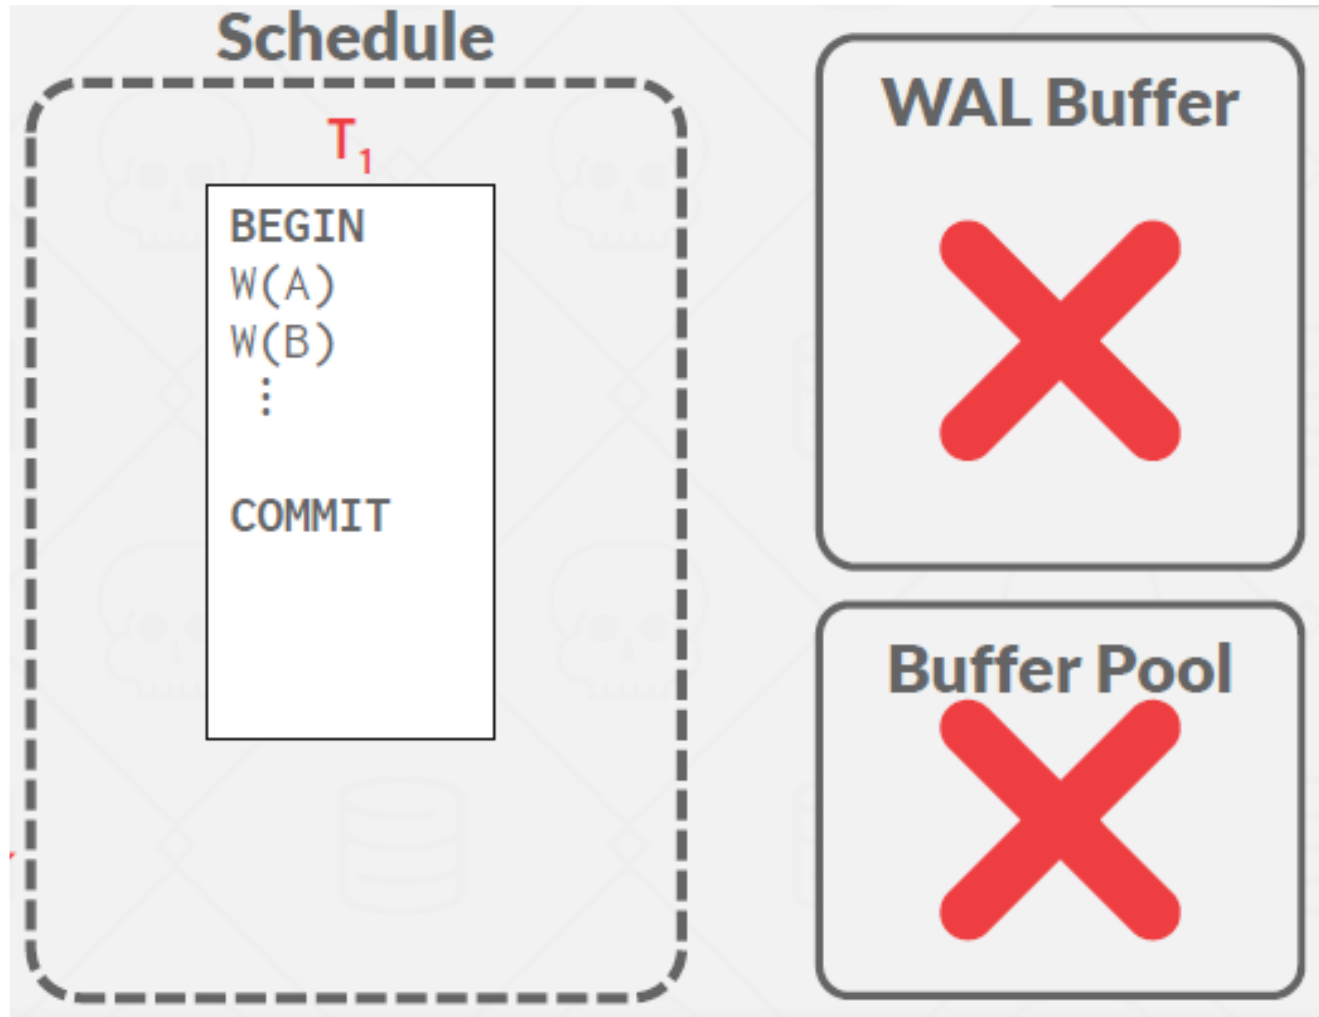 Schedule
T₁
BEGIN
W(A)
W(B)
⋮
COMMIT
WAL Buffer
Buffer Pool